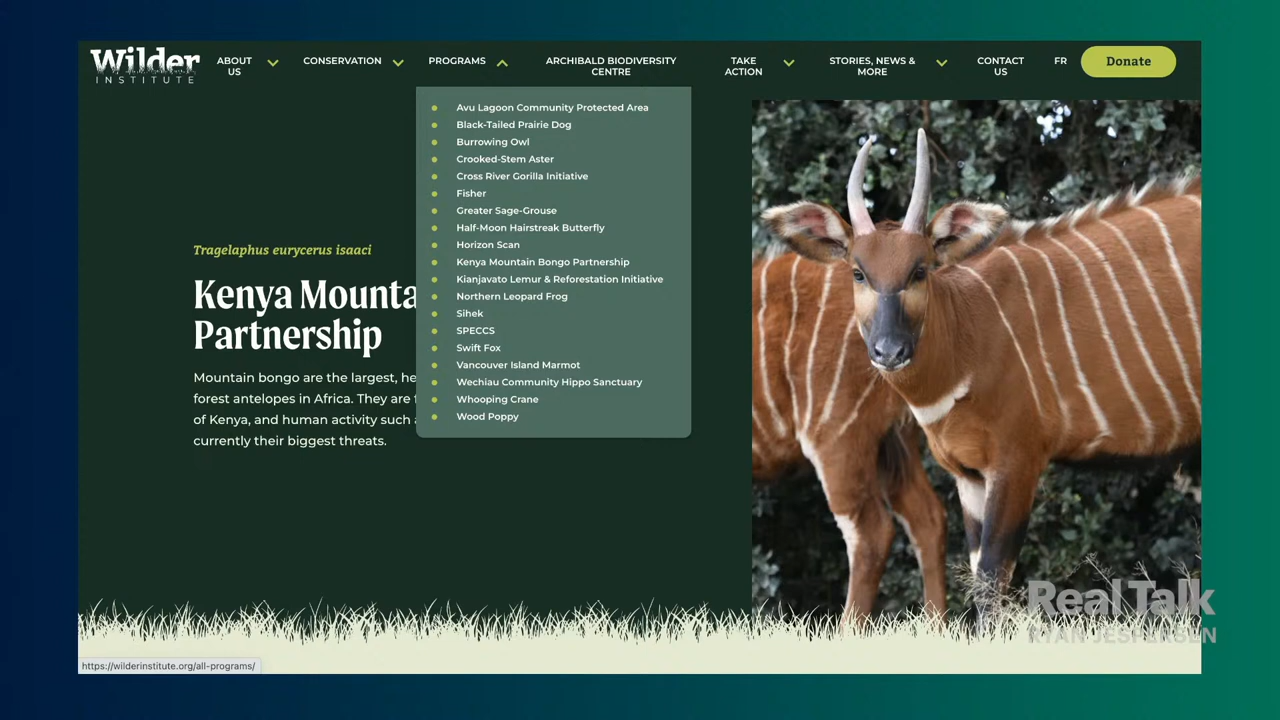 Wilder
INSTITUTE
ABOUT
US
CONSERVATION
PROGRAMS
ARCHIBALD BIODIVERSITY
CENTRE
TAKE
ACTION
STORIES, NEWS &
MORE
CONTACT
US
FR
Donate
Avu Lagoon Community Protected Area
Black-Tailed Prairie Dog
Burrowing Owl
Crooked-Stem Aster
Cross River Gorilla Initiative
Fisher
Greater Sage-Grouse
Half-Moon Hairstreak Butterfly
Horizon Scan
Kenya Mountain Bongo Partnership
Kianjavato Lemur & Reforestation Initiative
Northern Leopard Frog
Sihek
SPECCS
Swift Fox
Vancouver Island Marmot
Wechiau Community Hippo Sanctuary
Whooping Crane
Wood Poppy
Tragelaphus eurycerus isaaci
Kenya Mounta
Partnership
Mountain bongo are the largest, he
forest antelopes in Africa. They are
of Kenya, and human activity such
currently their biggest threats.
Real Talk
RYAN JESPERSEN
https://wilderinstitute.org/all-programs/